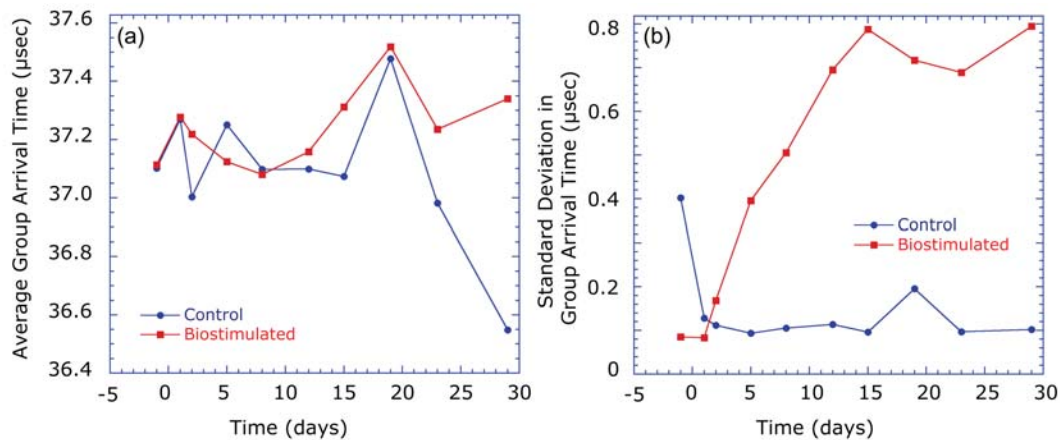 (a)
Average Group Arrival Time (µsec)
37.6
37.4
37.2
37.0
36.8
36.6
36.4
Control
Biostimulated
-5 0 5 10 15 20 25 30
Time (days)
(b)
Standard Deviation in
Group Arrival Time (µsec)
0.8
0.6
0.4
0.2
0
Control
Biostimulated
-5 0 5 10 15 20 25 30
Time (days)